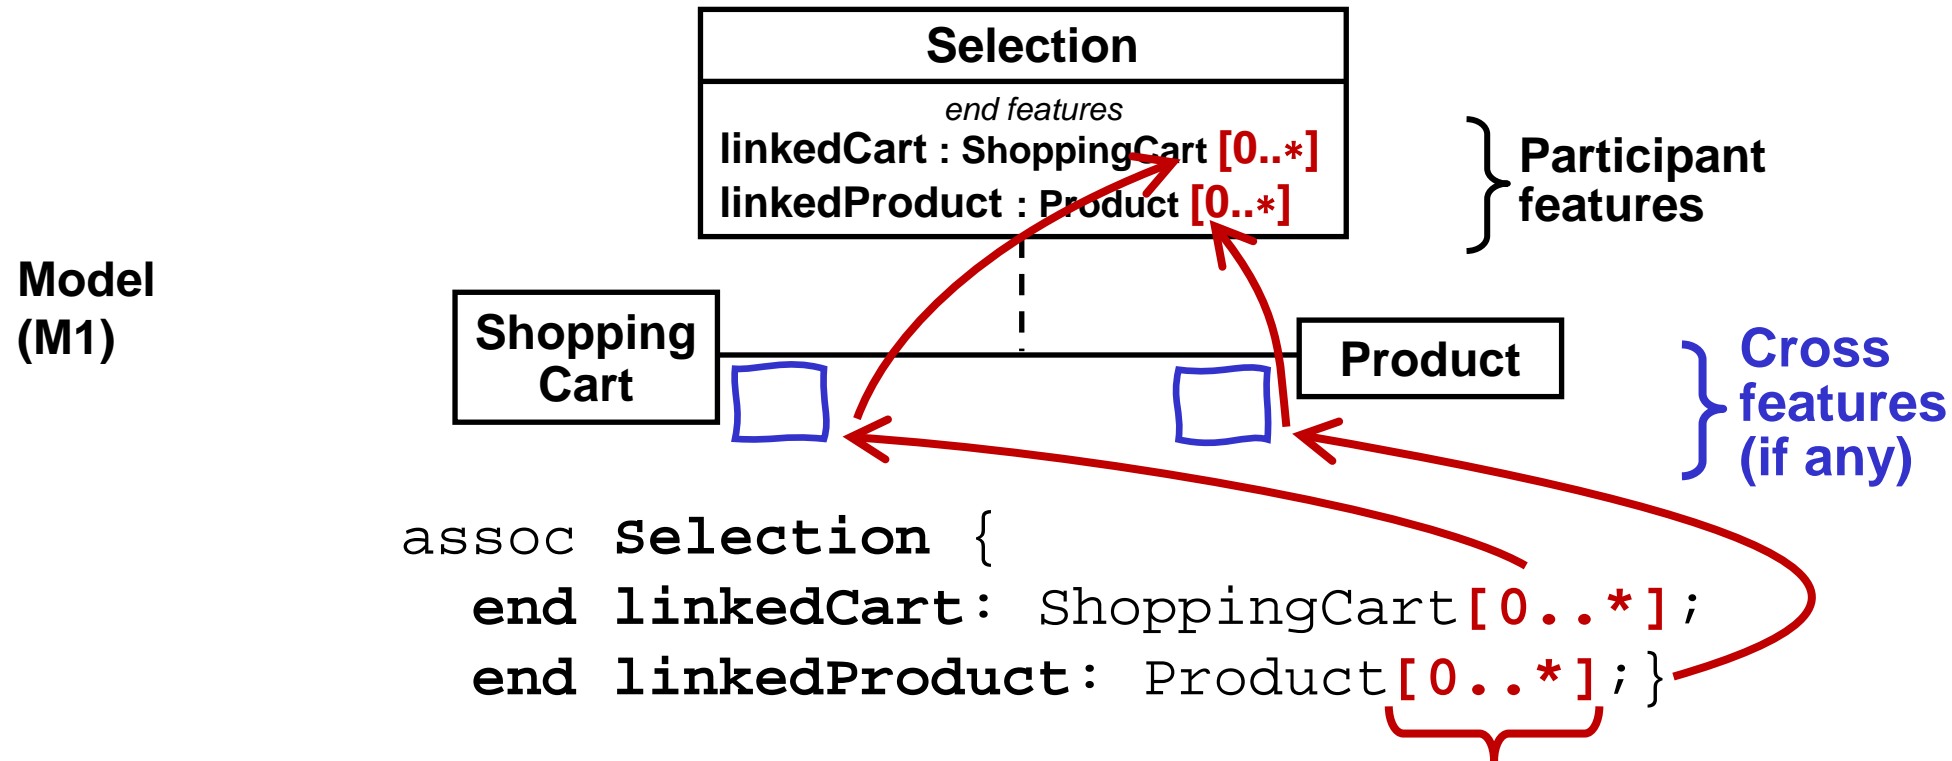 Selection
end features
linkedCart : ShoppingCart [0..*]
linkedProduct : Product [0..*]
Participant
features
Model
(M1)
Shopping
Cart
Product
Cross
features
(if any)
assoc Selection {
end linkedCart: ShoppingCart[0..*];
end linkedProduct: Product[0..*];}